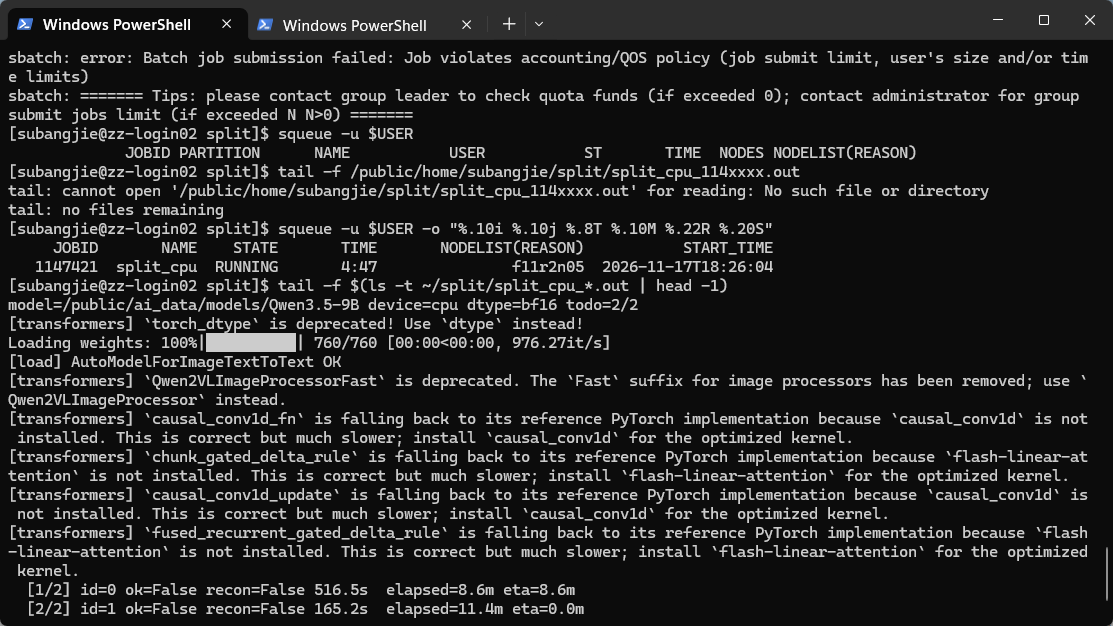 Windows PowerShell
Windows PowerShell
sbatch: error: Batch job submission failed: Job violates accounting/QOS policy (job submit limit, user's size and/or tim
e limits)
sbatch: ======= Tips: please contact group leader to check quota funds (if exceeded 0); contact administrator for group
submit jobs limit (if exceeded N N>0) =======
[subangjie@zz-login02 split]$ squeue -u $USER
JOBID PARTITION NAME USER ST TIME NODES NODELIST(REASON)
[subangjie@zz-login02 split]$ tail -f /public/home/subangjie/split/split_cpu_114xxxx.out
tail: cannot open '/public/home/subangjie/split/split_cpu_114xxxx.out' for reading: No such file or directory
tail: no files remaining
[subangjie@zz-login02 split]$ squeue -u $USER -o "%.10i %.10j %.8T %.10M %.22R %.20S"
JOBID NAME STATE TIME NODELIST(REASON) START_TIME
1147421 split_cpu RUNNING 4:47 f11r2n05 2026-11-17T18:26:04
[subangjie@zz-login02 split]$ tail -f $(ls -t ~/split/split_cpu_*.out | head -1)
model=/public/ai_data/models/Qwen3.5-9B device=cpu dtype=bf16 todo=2/2
[transformers] `torch_dtype` is deprecated! Use `dtype` instead!
Loading weights: 100%|██████████| 760/760 [00:00<00:00, 976.27it/s]
[load] AutoModelForImageTextToText OK
[transformers] `Qwen2VLImageProcessorFast` is deprecated. The `Fast` suffix for image processors has been removed; use `
Qwen2VLImageProcessor` instead.
[transformers] `causal_conv1d_fn` is falling back to its reference PyTorch implementation because `causal_conv1d` is not
installed. This is correct but much slower; install `causal_conv1d` for the optimized kernel.
[transformers] `chunk_gated_delta_rule` is falling back to its reference PyTorch implementation because `flash-linear-at
tention` is not installed. This is correct but much slower; install `flash-linear-attention` for the optimized kernel.
[transformers] `causal_conv1d_update` is falling back to its reference PyTorch implementation because `causal_conv1d` is
not installed. This is correct but much slower; install `causal_conv1d` for the optimized kernel.
[transformers] `fused_recurrent_gated_delta_rule` is falling back to its reference PyTorch implementation because `flash
-linear-attention` is not installed. This is correct but much slower; install `flash-linear-attention` for the optimized
kernel.
[1/2] id=0 ok=False recon=False 516.5s elapsed=8.6m eta=8.6m
[2/2] id=1 ok=False recon=False 165.2s elapsed=11.4m eta=0.0m